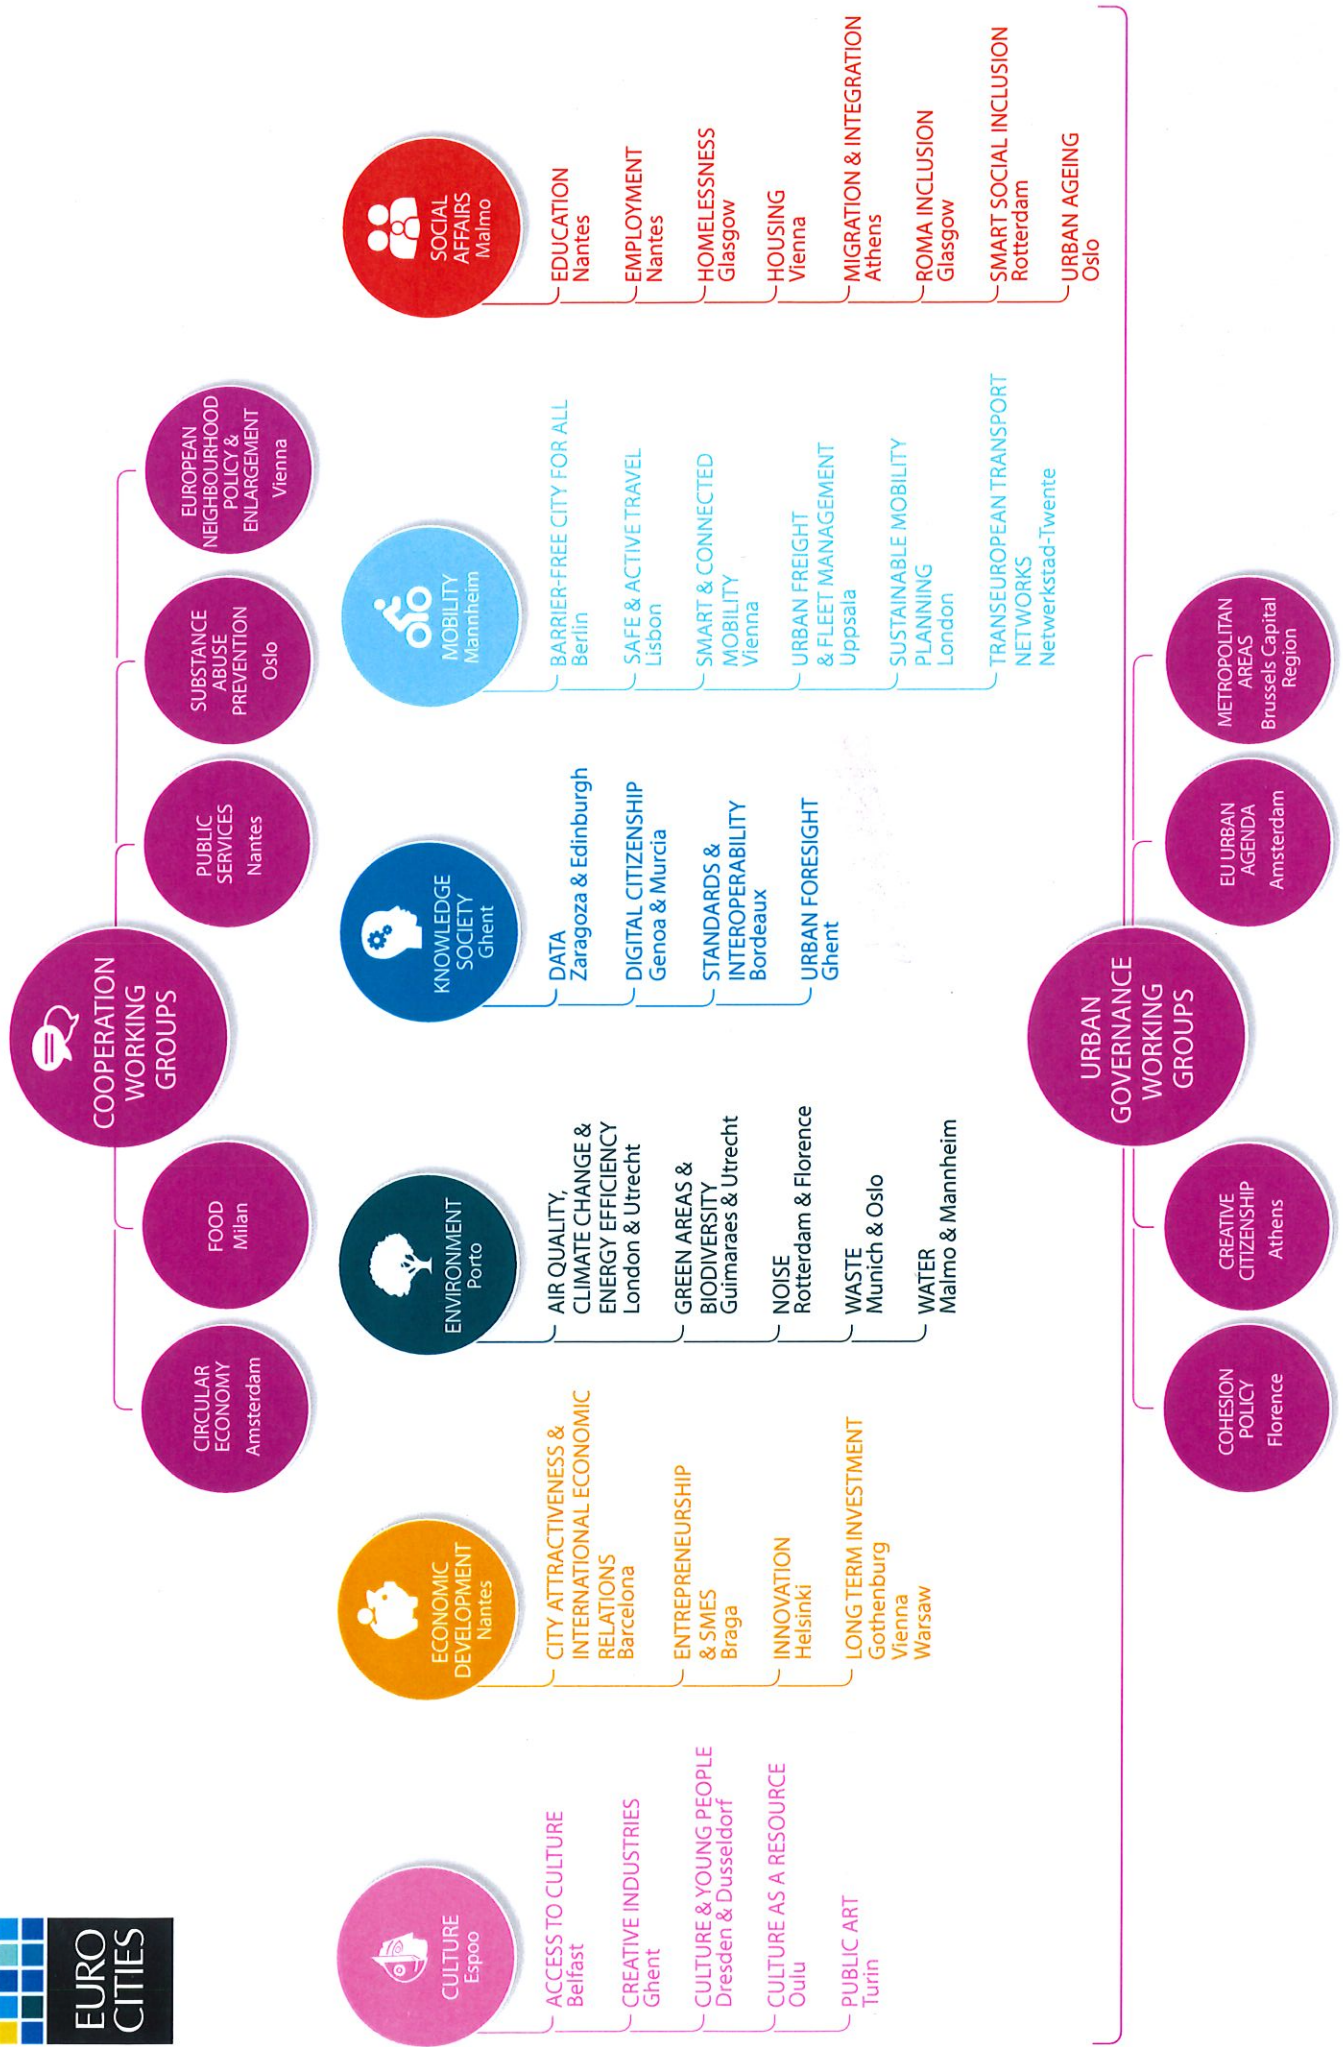 EURO
CITIES
COOPERATION
WORKING
GROUPS
CIRCULAR
ECONOMY
Amsterdam
FOOD
Milan
PUBLIC
SERVICES
Nantes
SUBSTANCE
ABUSE
PREVENTION
Oslo
EUROPEAN
NEIGHBOURHOOD
POLICY &
ENLARGEMENT
Vienna
CULTURE
Espoo
ACCESS TO CULTURE
Belfast
CREATIVE INDUSTRIES
Ghent
CULTURE & YOUNG PEOPLE
Dresden & Dusseldorf
CULTURE AS A RESOURCE
Oulu
PUBLIC ART
Turin
ECONOMIC
DEVELOPMENT
Nantes
CITY ATTRACTIVENESS &
INTERNATIONAL ECONOMIC
RELATIONS
Barcelona
ENTREPRENEURSHIP
& SMES
Braga
INNOVATION
Helsinki
LONG TERM INVESTMENT
Gothenburg
Vienna
Warsaw
ENVIRONMENT
Porto
AIR QUALITY,
CLIMATE CHANGE &
ENERGY EFFICIENCY
London & Utrecht
GREEN AREAS &
BIODIVERSITY
Guimaraes & Utrecht
NOISE
Rotterdam & Florence
WASTE
Munich & Oslo
WATER
Malmo & Mannheim
KNOWLEDGE
SOCIETY
Ghent
DATA
Zaragoza & Edinburgh
DIGITAL CITIZENSHIP
Genoa & Murcia
STANDARDS &
INTEROPERABILITY
Bordeaux
URBAN FORESIGHT
Ghent
MOBILITY
Mannheim
BARRIER-FREE CITY FOR ALL
Berlin
SAFE & ACTIVE TRAVEL
Lisbon
SMART & CONNECTED
MOBILITY
Vienna
URBAN FREIGHT
& FLEET MANAGEMENT
Uppsala
SUSTAINABLE MOBILITY
PLANNING
London
TRANSEUROPEAN TRANSPORT
NETWORKS
Netwerkstad-Twente
SOCIAL
AFFAIRS
Malmo
EDUCATION
Nantes
EMPLOYMENT
Nantes
HOMELESSNESS
Glasgow
HOUSING
Vienna
MIGRATION & INTEGRATION
Athens
ROMA INCLUSION
Glasgow
SMART SOCIAL INCLUSION
Rotterdam
URBAN AGEING
Oslo
URBAN
GOVERNANCE
WORKING
GROUPS
COHESION
POLICY
Florence
CREATIVE
CITIZENSHIP
Athens
EU URBAN
AGENDA
Amsterdam
METROPOLITAN
AREAS
Brussels Capital
Region